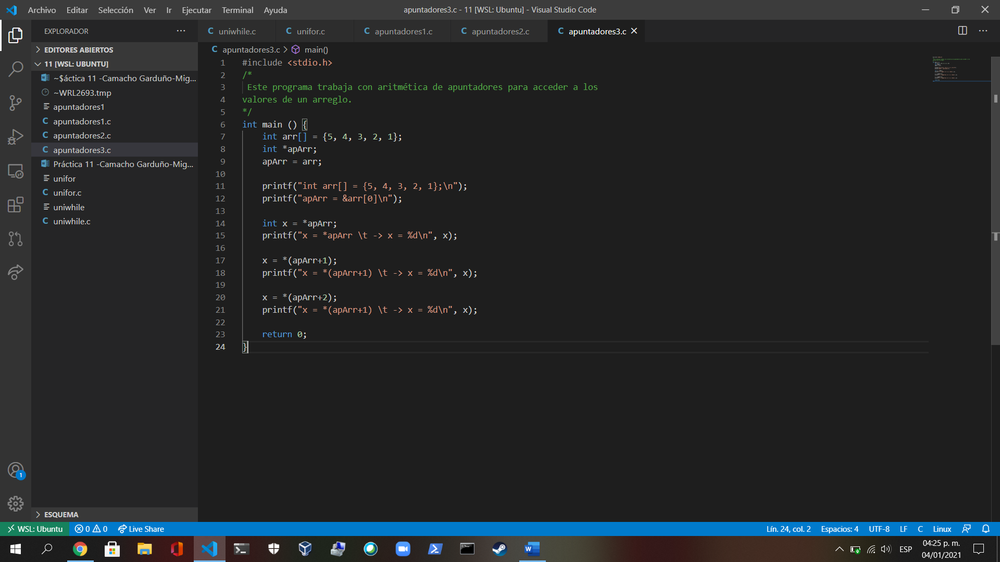 Archivo Editar Selección Ver Ir Ejecutar Terminal Ayuda
apuntadores3.c - 11 [WSL: Ubuntu] - Visual Studio Code
EXPLORADOR
EDITORES ABIERTOS
11 [WSL: UBUNTU]
~$áctica 11 -Camacho Garduño-Mig...
~WRL2693.tmp
apuntadores1
C apuntadores1.c
C apuntadores2.c
C apuntadores3.c
Práctica 11 -Camacho Garduño-Mig...
unifor
C unifor.c
uniwhile
C uniwhile.c
ESQUEMA
C uniwhile.c C unifor.c C apuntadores1.c C apuntadores2.c C apuntadores3.c
C apuntadores3.c > main()
1 #include <stdio.h>
2 /*
3 Este programa trabaja con aritmética de apuntadores para acceder a los
4 valores de un arreglo.
5 */
6 int main () {
7 int arr[] = {5, 4, 3, 2, 1};
8 int *apArr;
9 apArr = arr;
10
11 printf("int arr[] = {5, 4, 3, 2, 1};\n");
12 printf("apArr = &arr[0]\n");
13
14 int x = *apArr;
15 printf("x = *apArr \t -> x = %d\n", x);
16
17 x = *(apArr+1);
18 printf("x = *(apArr+1) \t -> x = %d\n", x);
19
20 x = *(apArr+2);
21 printf("x = *(apArr+1) \t -> x = %d\n", x);
22
23 return 0;
24 }
1
WSL: Ubuntu 0 0 Live Share
Lín. 24, col. 2 Espacios: 4 UTF-8 LF C Linux
ESP
04:25 p. m.
04/01/2021